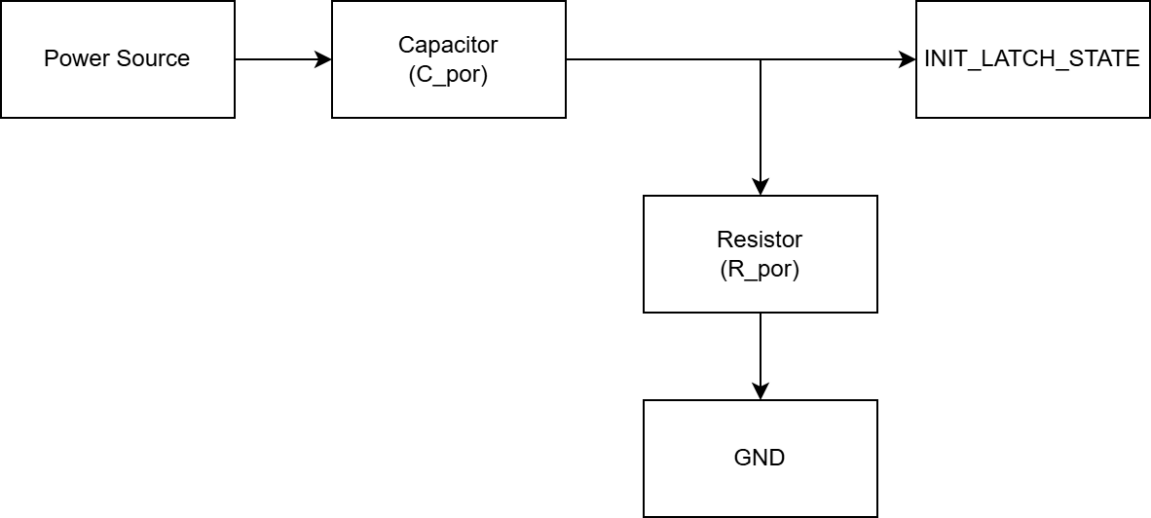 Power Source
Capacitor
(C_por)
INIT_LATCH_STATE
Resistor
(R_por)
GND